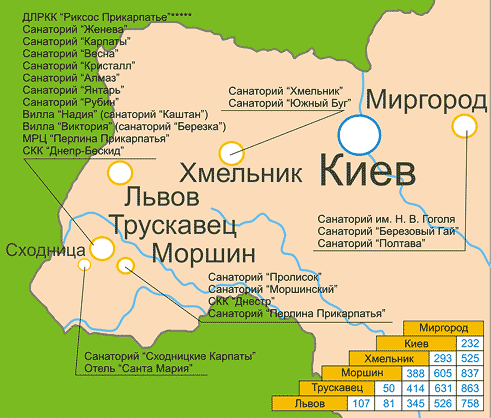 ДЛРКК "Риксос Прикарпатье"*****
Санаторий "Женева"
Санаторий "Карпаты"
Санаторий "Весна"
Санаторий "Кристалл"
Санаторий "Алмаз"
Санаторий "Янтарь"
Санаторий "Рубин"
Вилла "Надия" (санаторий "Каштан")
Вилла "Виктория" (санаторий "Березка")
МРЦ "Перлина Прикарпатья"
СКК "Днепр-Бескид"
Санаторий "Хмельник"
Санаторий "Южный Буг"
Миргород
Киев
Хмельник
Львов
Трускавец
Сходница
Моршин
Санаторий им. Н. В. Гоголя
Санаторий "Березовый Гай"
Санаторий "Полтава"
Санаторий "Пролисок"
Санаторий "Моршинский"
СКК "Днестр"
Санаторий "Перлина Прикарпатья"
Санаторий "Сходницкие Карпаты"
Отель "Санта Мария"
Миргород
Киев 232
Хмельник 293 525
Моршин 388 605 837
Трускавец 50 414 631 863
Львов 107 81 345 526 758